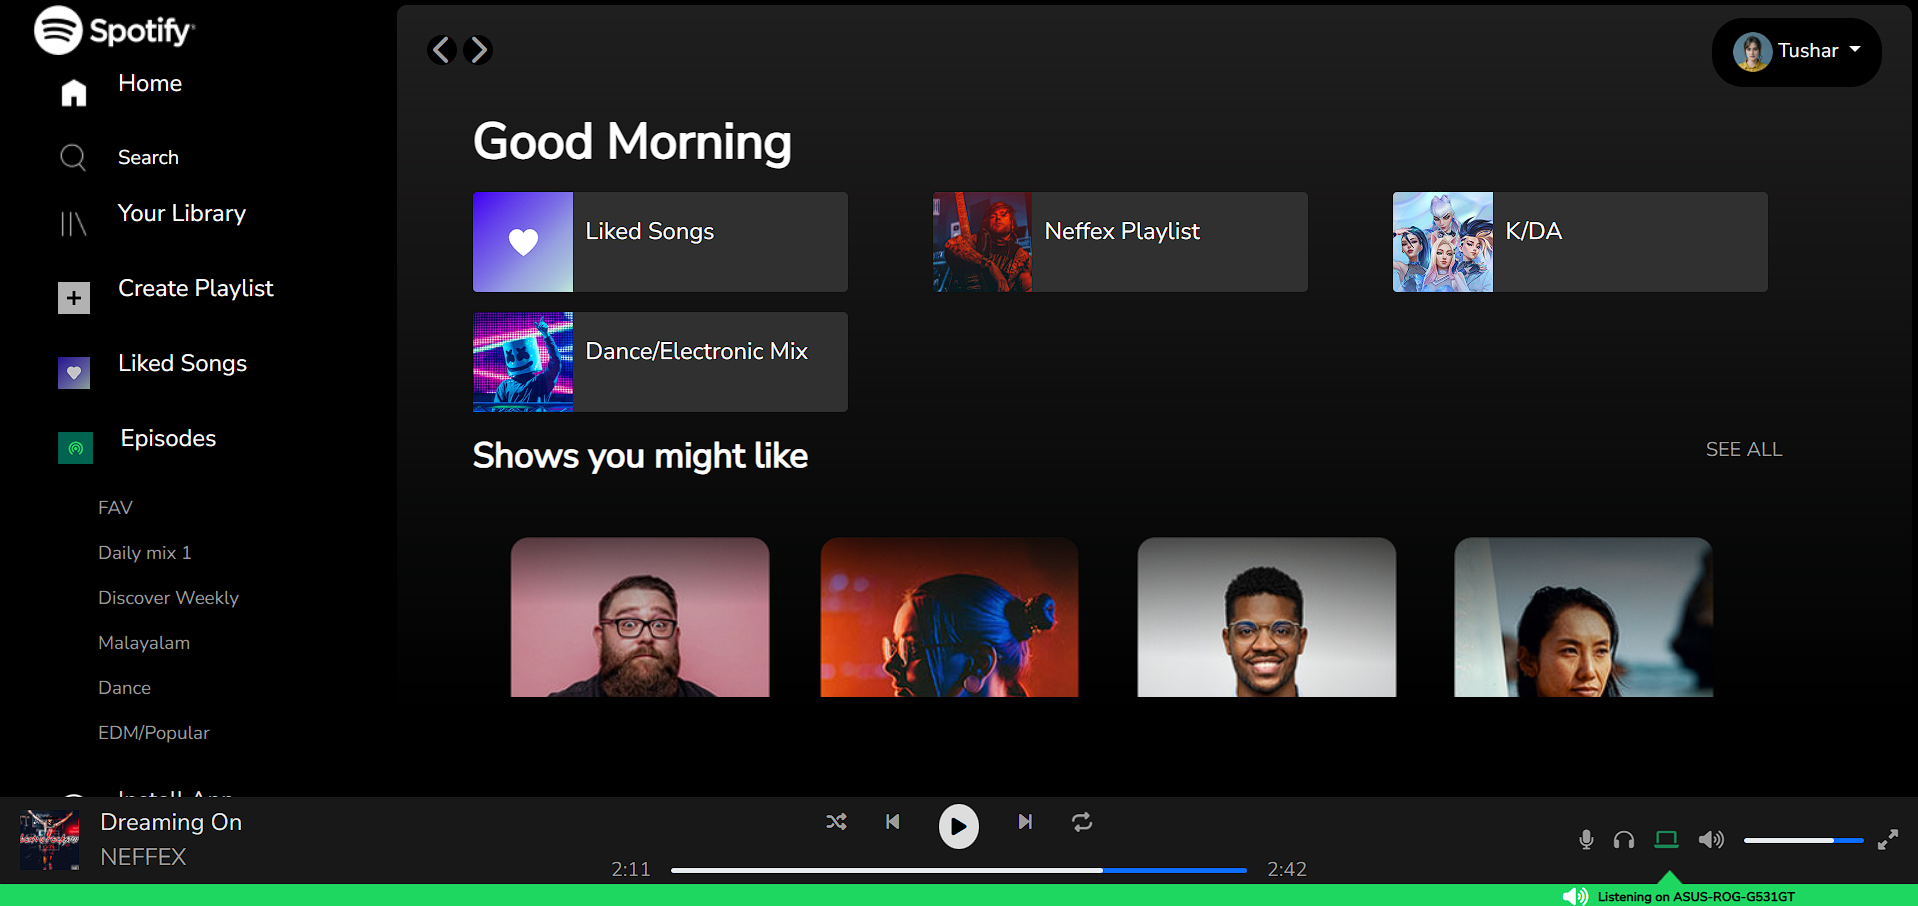 Spotify
Home
Search
Your Library
Create Playlist
Liked Songs
Episodes
FAV
Daily mix 1
Discover Weekly
Malayalam
Dance
EDM/Popular
Install App
Tushar
Good Morning
Liked Songs
Neffex Playlist
K/DA
Dance/Electronic Mix
Shows you might like
SEE ALL
Dreaming On
NEFFEX
2:11
2:42
Listening on ASUS-ROG-G531GT